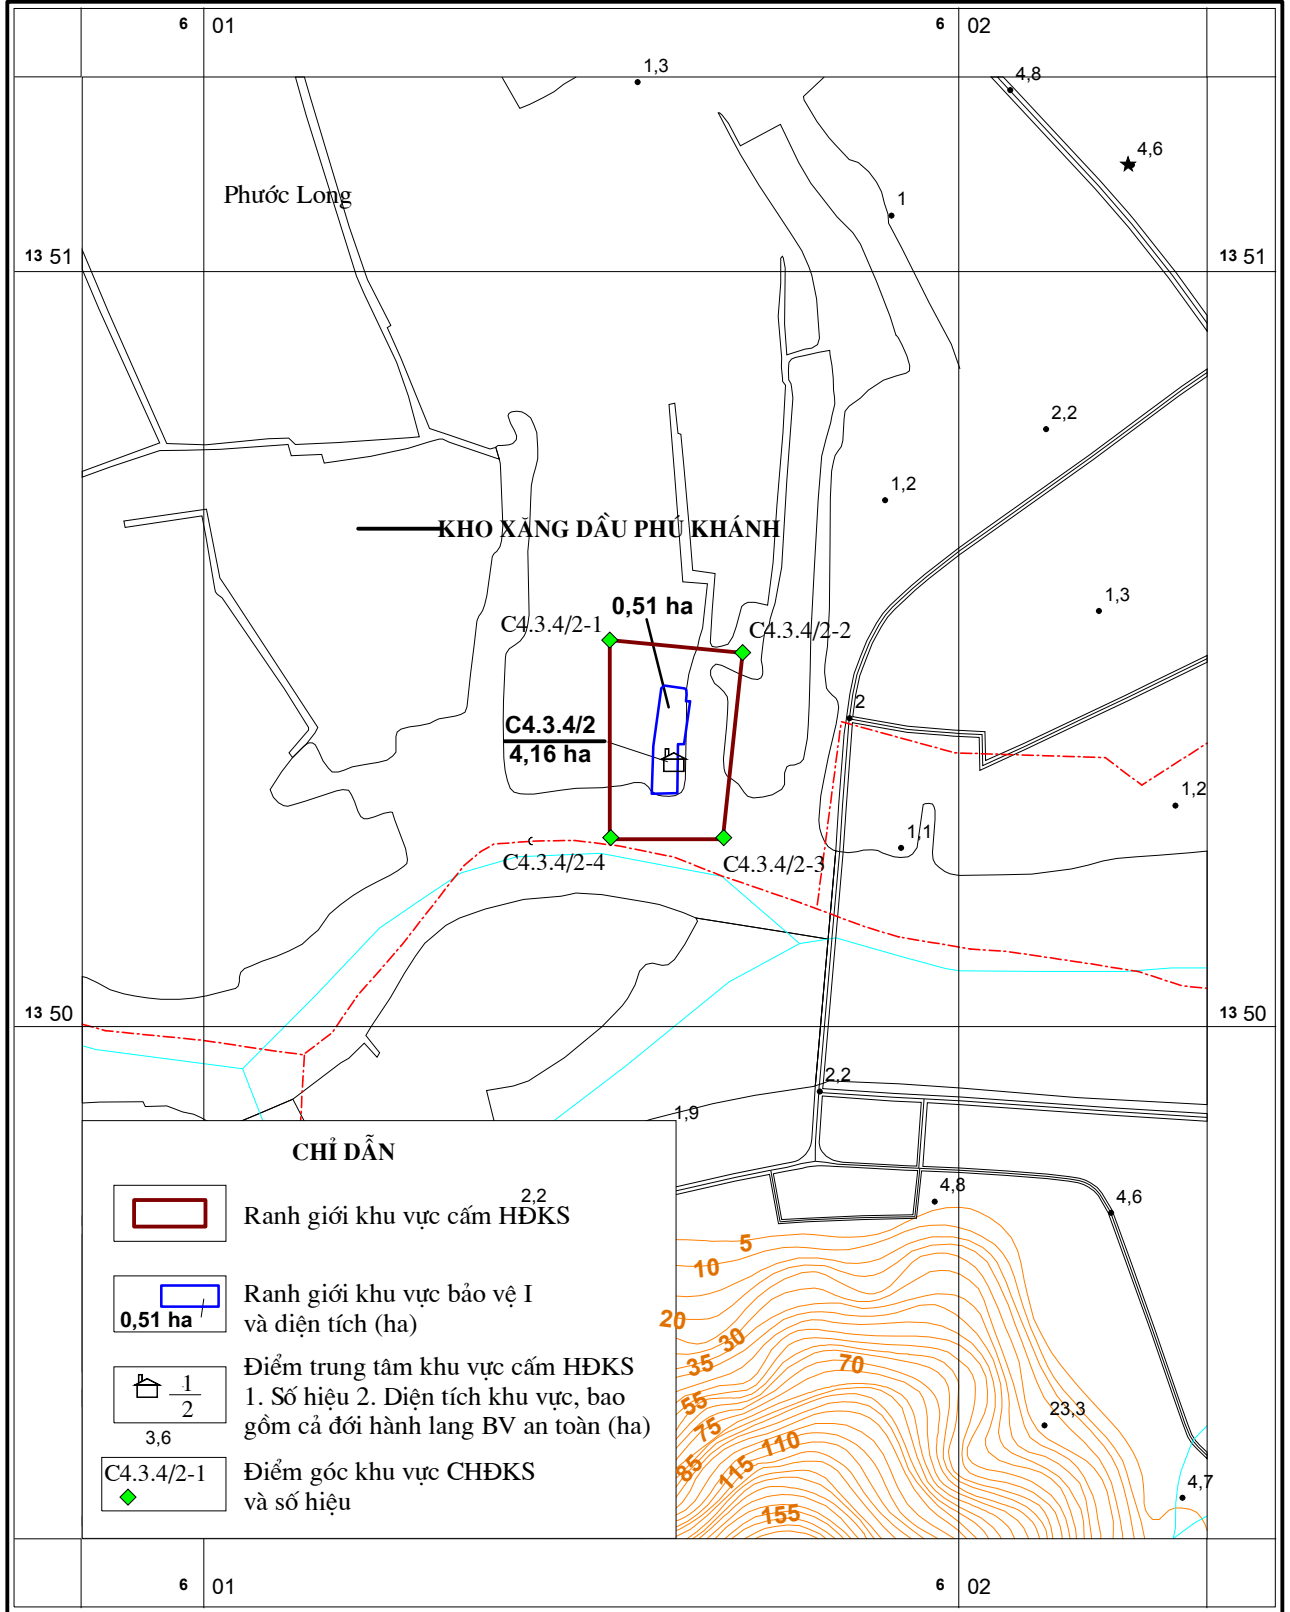 6 01
6 02
1,3
4,8
4,6
Phước Long
1
13 51
13 51
2,2
1,2
KHO XĂNG DẦU PHÚ KHÁNH
1,3
0,51 ha
C4.3.4/2-1
C4.3.4/2-2
2
C4.3.4/2
4,16 ha
1,2
1,1
C4.3.4/2-4
C4.3.4/2-3
13 50
13 50
2,2
1,9
CHỈ DẪN
2,2
Ranh giới khu vực cấm HĐKS
4,8
4,6
5
10
Ranh giới khu vực bảo vệ I
và diện tích (ha)
0,51 ha
20
30
35
70
Điểm trung tâm khu vực cấm HĐKS
1. Số hiệu 2. Diện tích khu vực, bao
gồm cả đới hành lang BV an toàn (ha)
1
2
55
75
23,3
3,6
110
85
115
C4.3.4/2-1
Điểm góc khu vực CHĐKS
và số hiệu
4,7
155
6 01
6 02